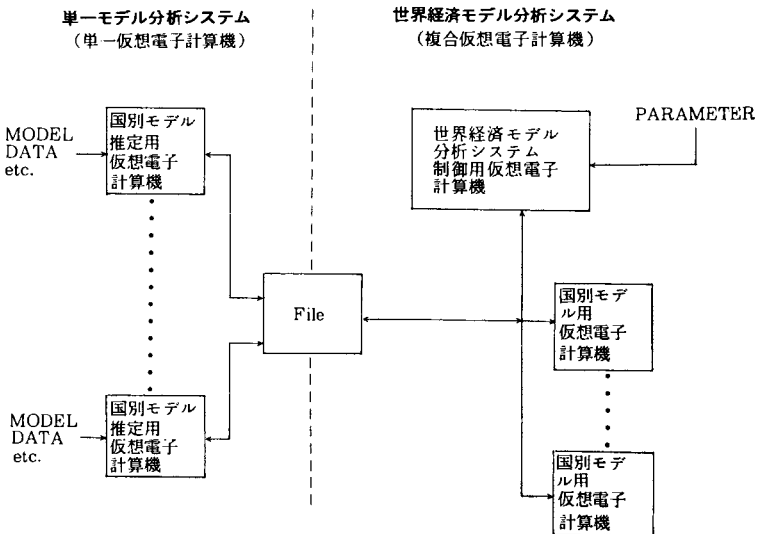 単一モデル分析システム
（単一仮想電子計算機）
MODEL
DATA
etc.
国別モデル
推定用
仮想電子
計算機
MODEL
DATA
etc.
国別モデル
推定用
仮想電子
計算機
File
世界経済モデル分析システム
（複合仮想電子計算機）
世界経済モデル
分析システム
制御用仮想電子
計算機
PARAMETER
国別モデ
ル用
仮想電子
計算機
国別モデ
ル用
仮想電子
計算機